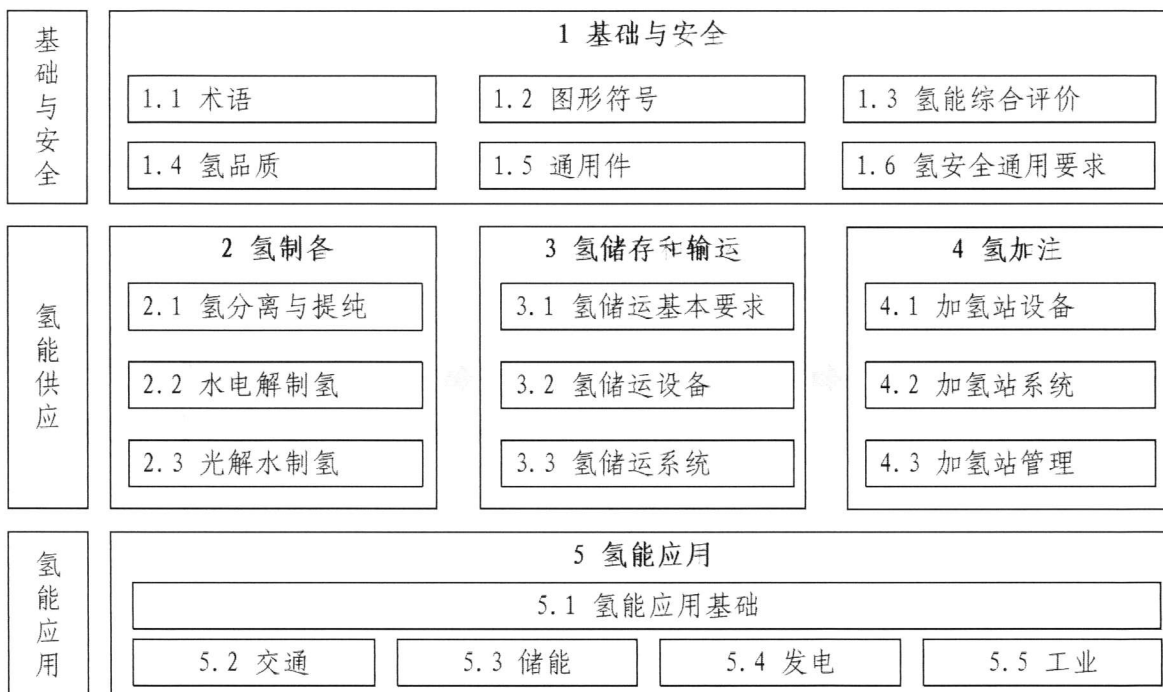 基础与安全
1 基础与安全
1.1 术语
1.2 图形符号
1.3 氢能综合评价
1.4 氢品质
1.5 通用件
1.6 氢安全通用要求
氢能供应
2 氢制备
2.1 氢分离与提纯
2.2 水电解制氢
2.3 光解水制氢
3 氢储存和输运
3.1 氢储运基本要求
3.2 氢储运设备
3.3 氢储运系统
4 氢加注
4.1 加氢站设备
4.2 加氢站系统
4.3 加氢站管理
氢能应用
5 氢能应用
5.1 氢能应用基础
5.2 交通
5.3 储能
5.4 发电
5.5 工业